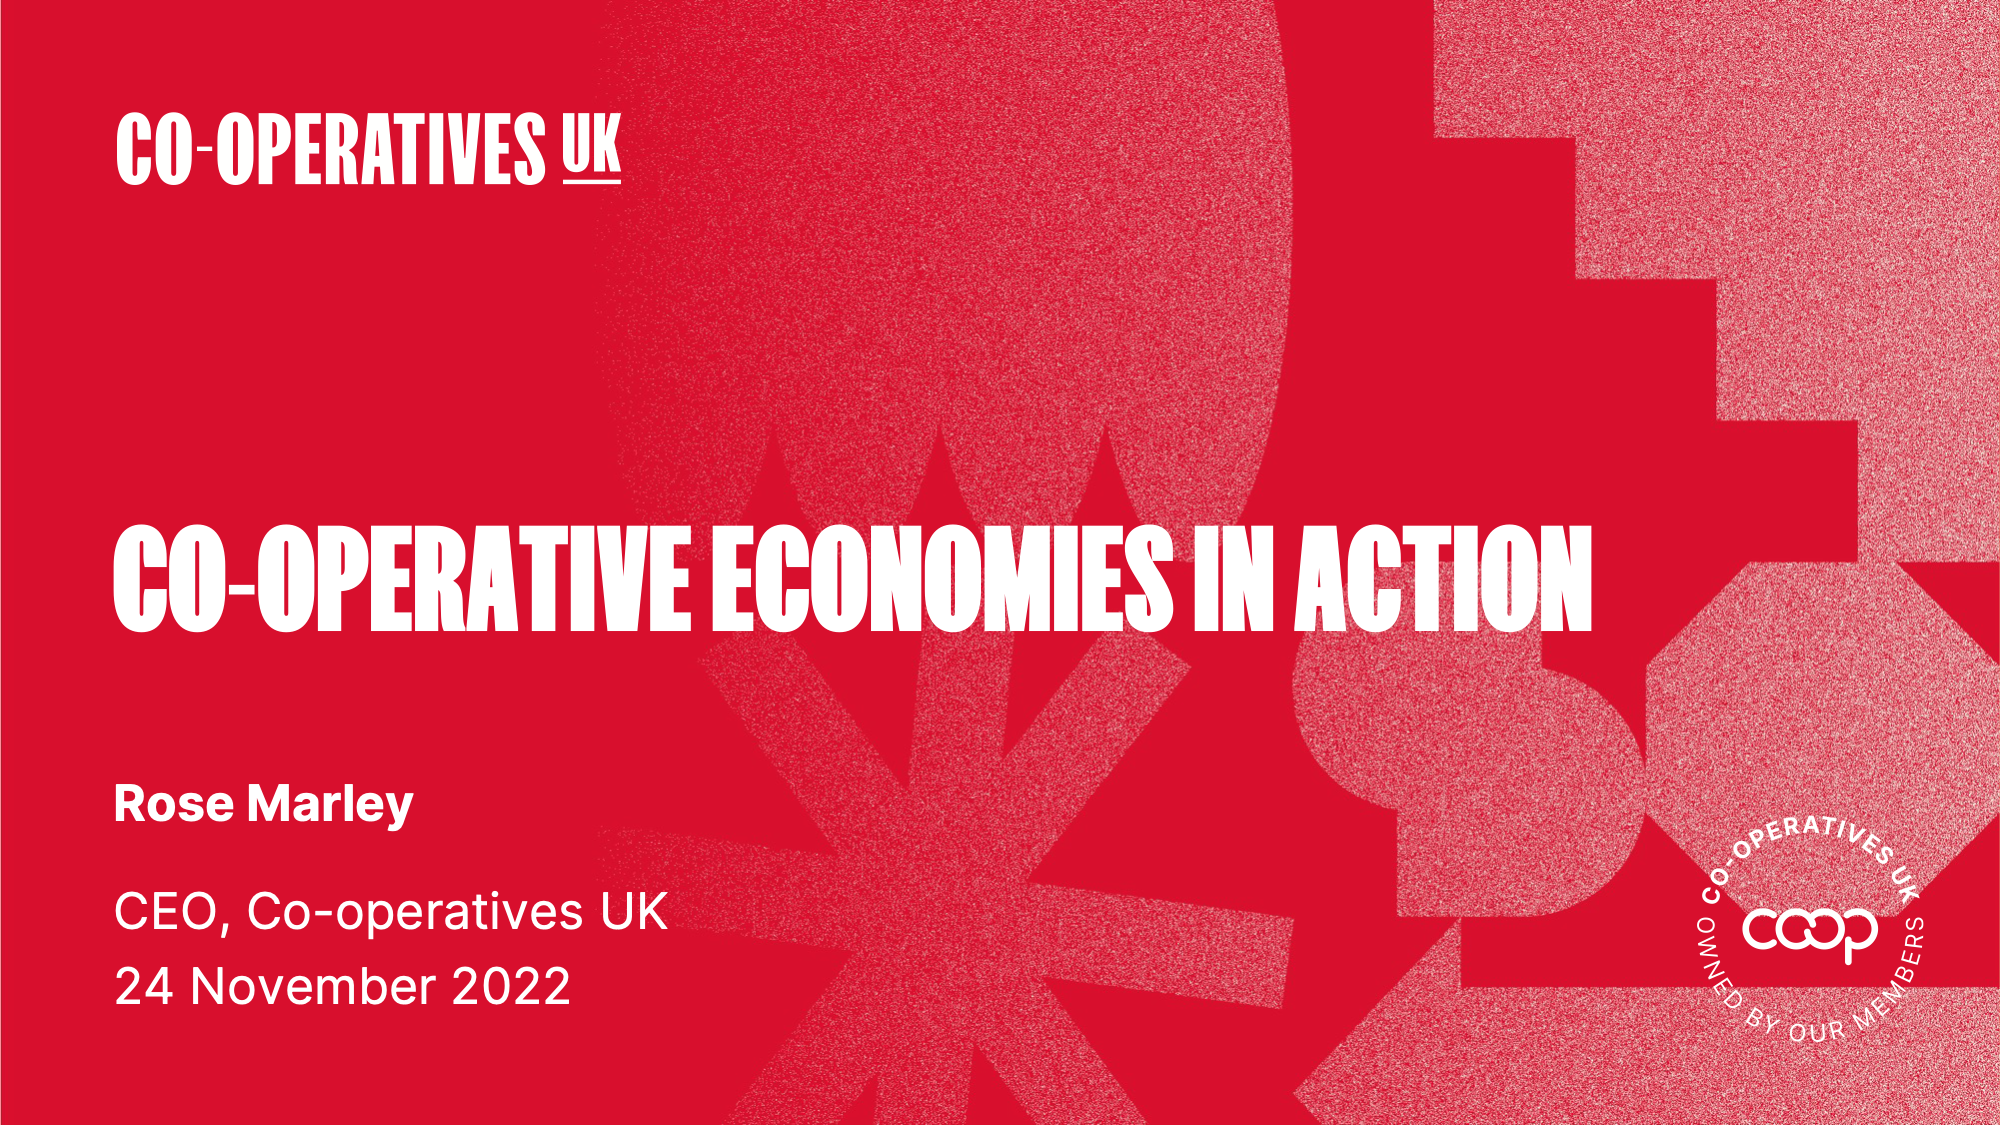 CO-OPERATIVES UK
CO-OPERATIVE ECONOMIES IN ACTION
Rose Marley
CEO, Co-operatives UK
24 November 2022
CO-OPERATIVES UK
coop
OWNED BY OUR MEMBERS